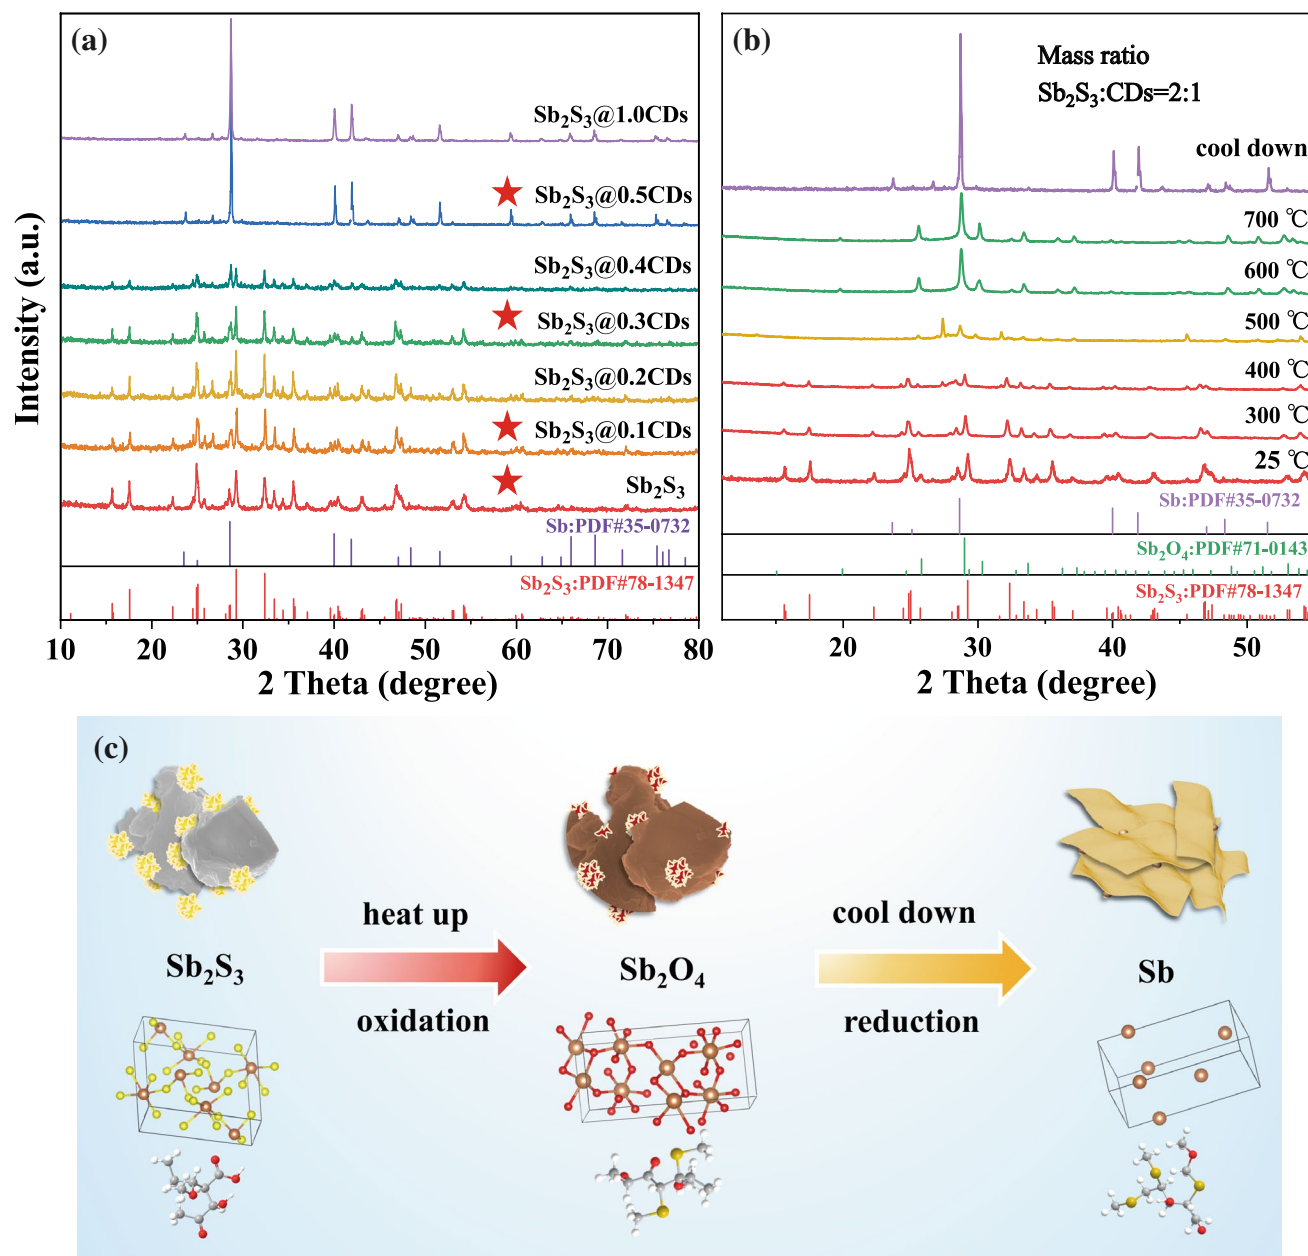 (a)
Sb₂S₃@1.0CDs
Sb₂S₃@0.5CDs
Sb₂S₃@0.4CDs
Sb₂S₃@0.3CDs
Sb₂S₃@0.2CDs
Sb₂S₃@0.1CDs
Sb₂S₃
Sb:PDF#35-0732
Sb₂S₃:PDF#78-1347
Intensity (a.u.)
10 20 30 40 50 60 70 80
2 Theta (degree)
(b)
Mass ratio
Sb₂S₃:CDs=2:1
cool down
700 ℃
600 ℃
500 ℃
400 ℃
300 ℃
25 ℃
Sb:PDF#35-0732
Sb₂O₄:PDF#71-0143
Sb₂S₃:PDF#78-1347
20 30 40 50
2 Theta (degree)
(c)
heat up
cool down
Sb₂S₃
Sb₂O₄
Sb
oxidation
reduction